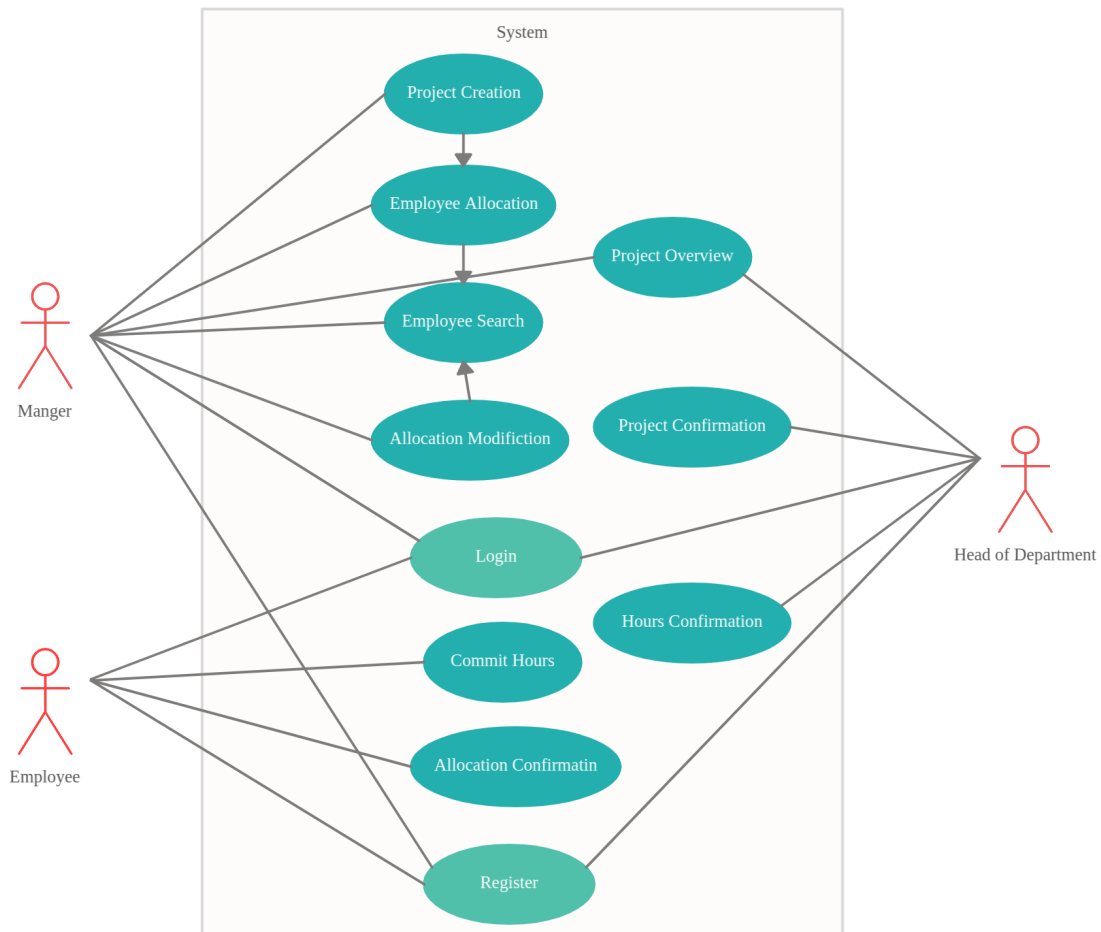 System
Project Creation
Employee Allocation
Project Overview
Employee Search
Manger
Project Confirmation
Allocation Modifiction
Head of Department
Login
Hours Confirmation
Commit Hours
Employee
Allocation Confirmatin
Register